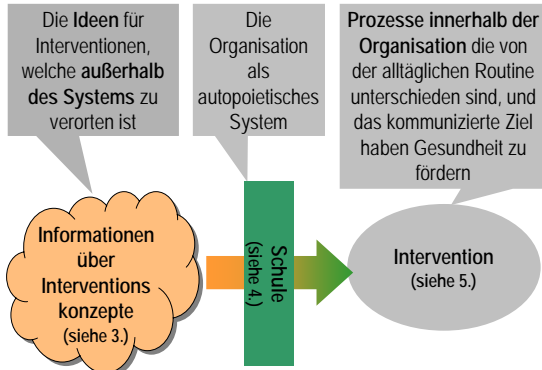 Die Ideen für
Interventionen,
welche außerhalb
des Systems zu
verorten ist
Die
Organisation
als
autopoietisches
System
Prozesse innerhalb der
Organisation die von
der alltäglichen Routine
unterschieden sind, und
das kommunizierte Ziel
haben Gesundheit zu
fördern
Informationen
über
Interventions
konzepte
(siehe 3.)
Schule
(siehe 4.)
Intervention
(siehe 5.)